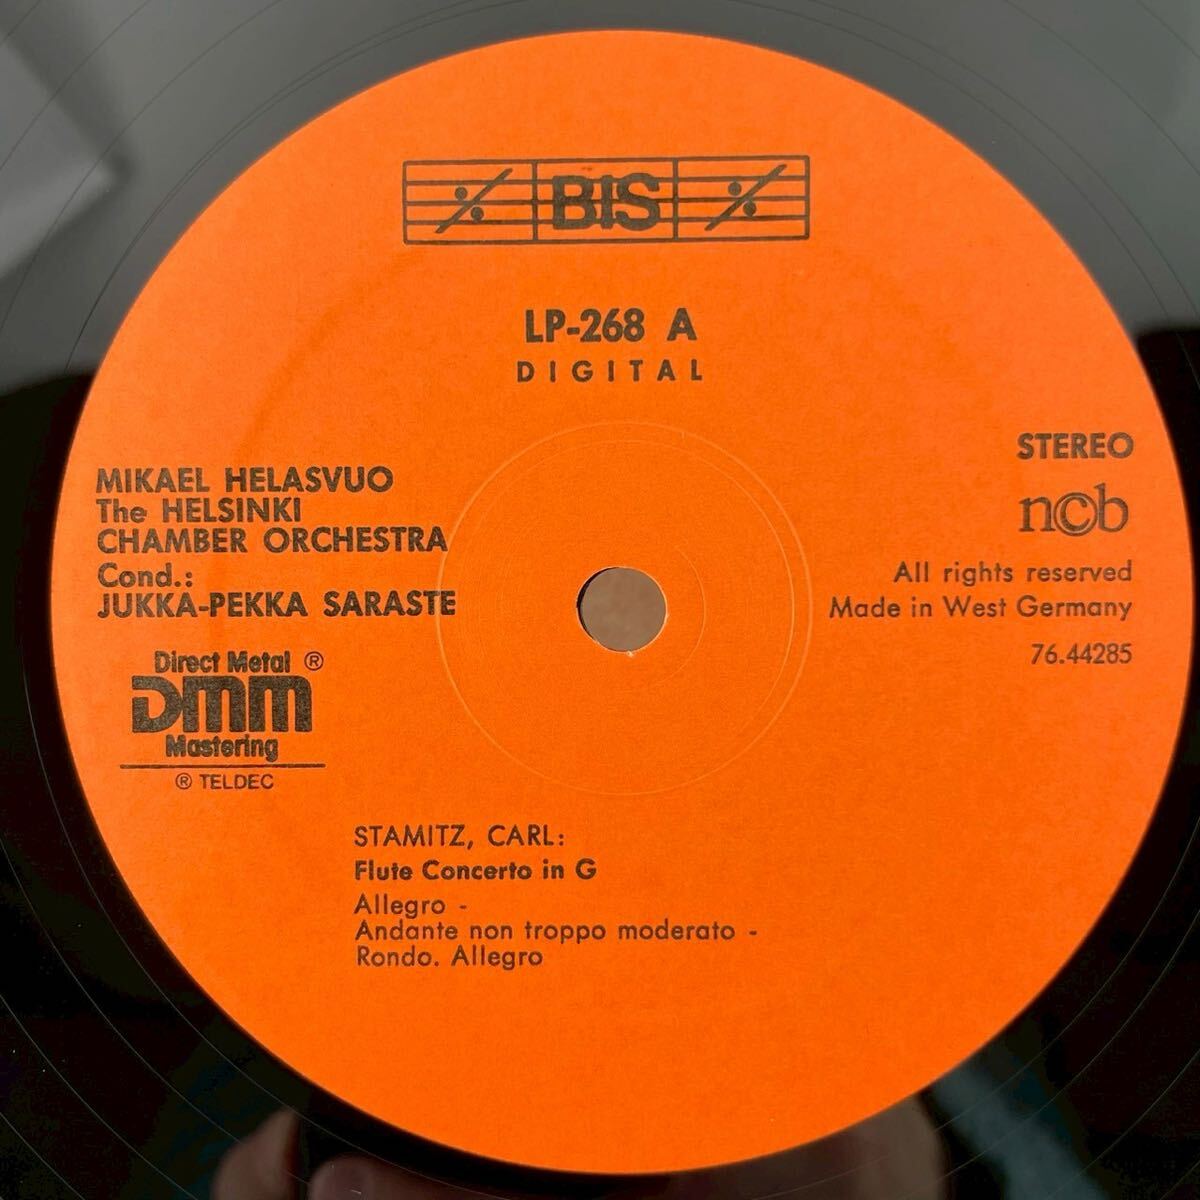 BIS
LP-268 A
DIGITAL
MIKAEL HELASVUO
The HELSINKI
CHAMBER ORCHESTRA
Cond.:
JUKKA-PEKKA SARASTE
Direct Metal ®
DMM
Mastering
® TELDEC
STEREO
n©b
All rights reserved
Made in West Germany
76.44285
STAMITZ, CARL:
Flute Concerto in G
Allegro -
Andante non troppo moderato -
Rondo. Allegro